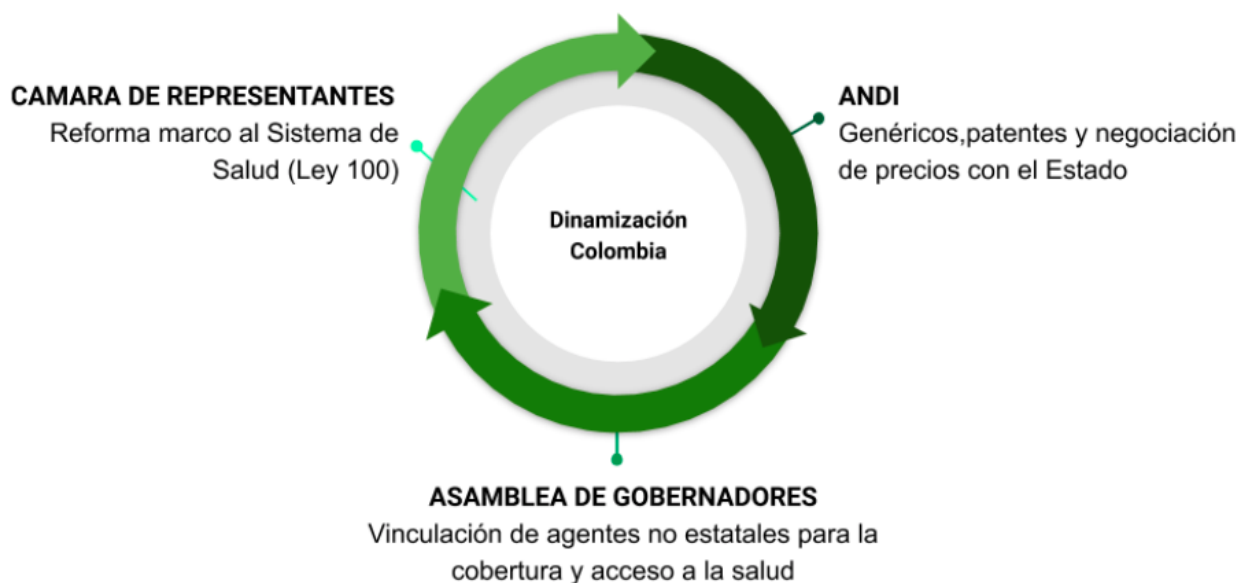 CAMARA DE REPRESENTANTES
Reforma marco al Sistema de
Salud (Ley 100)
ANDI
Genéricos,patentes y negociación
de precios con el Estado
Dinamización
Colombia
ASAMBLEA DE GOBERNADORES
Vinculación de agentes no estatales para la
cobertura y acceso a la salud